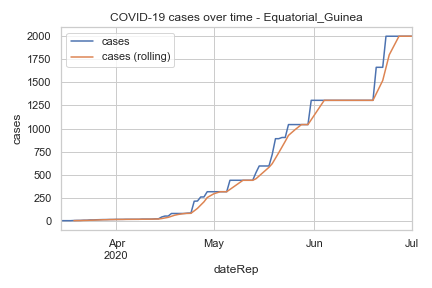 COVID-19 cases over time - Equatorial_Guinea
cases
cases (rolling)
2000
1750
1500
1250
1000
750
500
250
0
cases
Apr
2020
May
Jun
Jul
dateRep